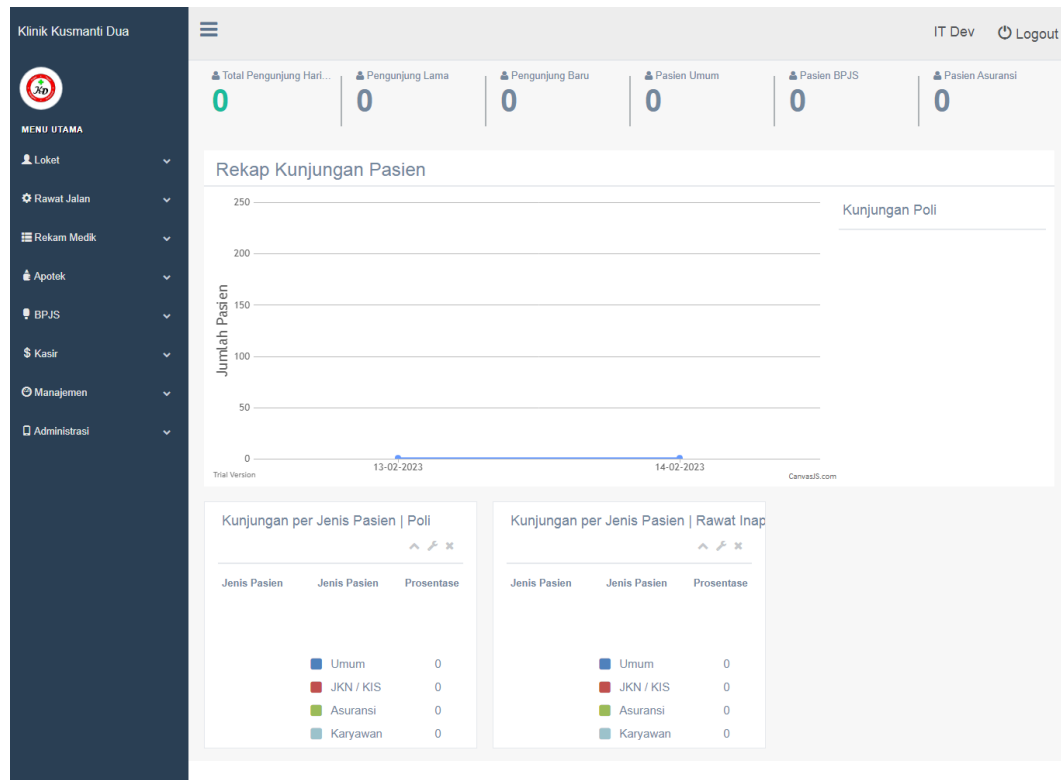 Klinik Kusmanti Dua
IT Dev
Logout
KD
MENU UTAMA
Loket
Rawat Jalan
Rekam Medik
Apotek
BPJS
Kasir
Manajemen
Administrasi
Total Pengunjung Hari...
0
Pengunjung Lama
0
Pengunjung Baru
0
Pasien Umum
0
Pasien BPJS
0
Pasien Asuransi
0
Rekap Kunjungan Pasien
Jumlah Pasien
250
200
150
100
50
0
13-02-2023
14-02-2023
Trial Version
CanvasJS.com
Kunjungan Poli
Kunjungan per Jenis Pasien | Poli
Jenis Pasien Jenis Pasien Prosentase
Umum 0
JKN / KIS 0
Asuransi 0
Karyawan 0
Kunjungan per Jenis Pasien | Rawat Inap
Jenis Pasien Jenis Pasien Prosentase
Umum 0
JKN / KIS 0
Asuransi 0
Karyawan 0